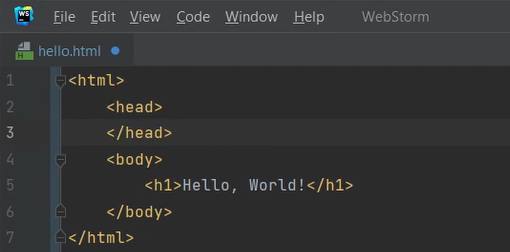 WS File Edit View Code Window Help WebStorm
H hello.html
1 <html>
2     <head>
3     </head>
4     <body>
5         <h1>Hello, World!</h1>
6     </body>
7 </html>